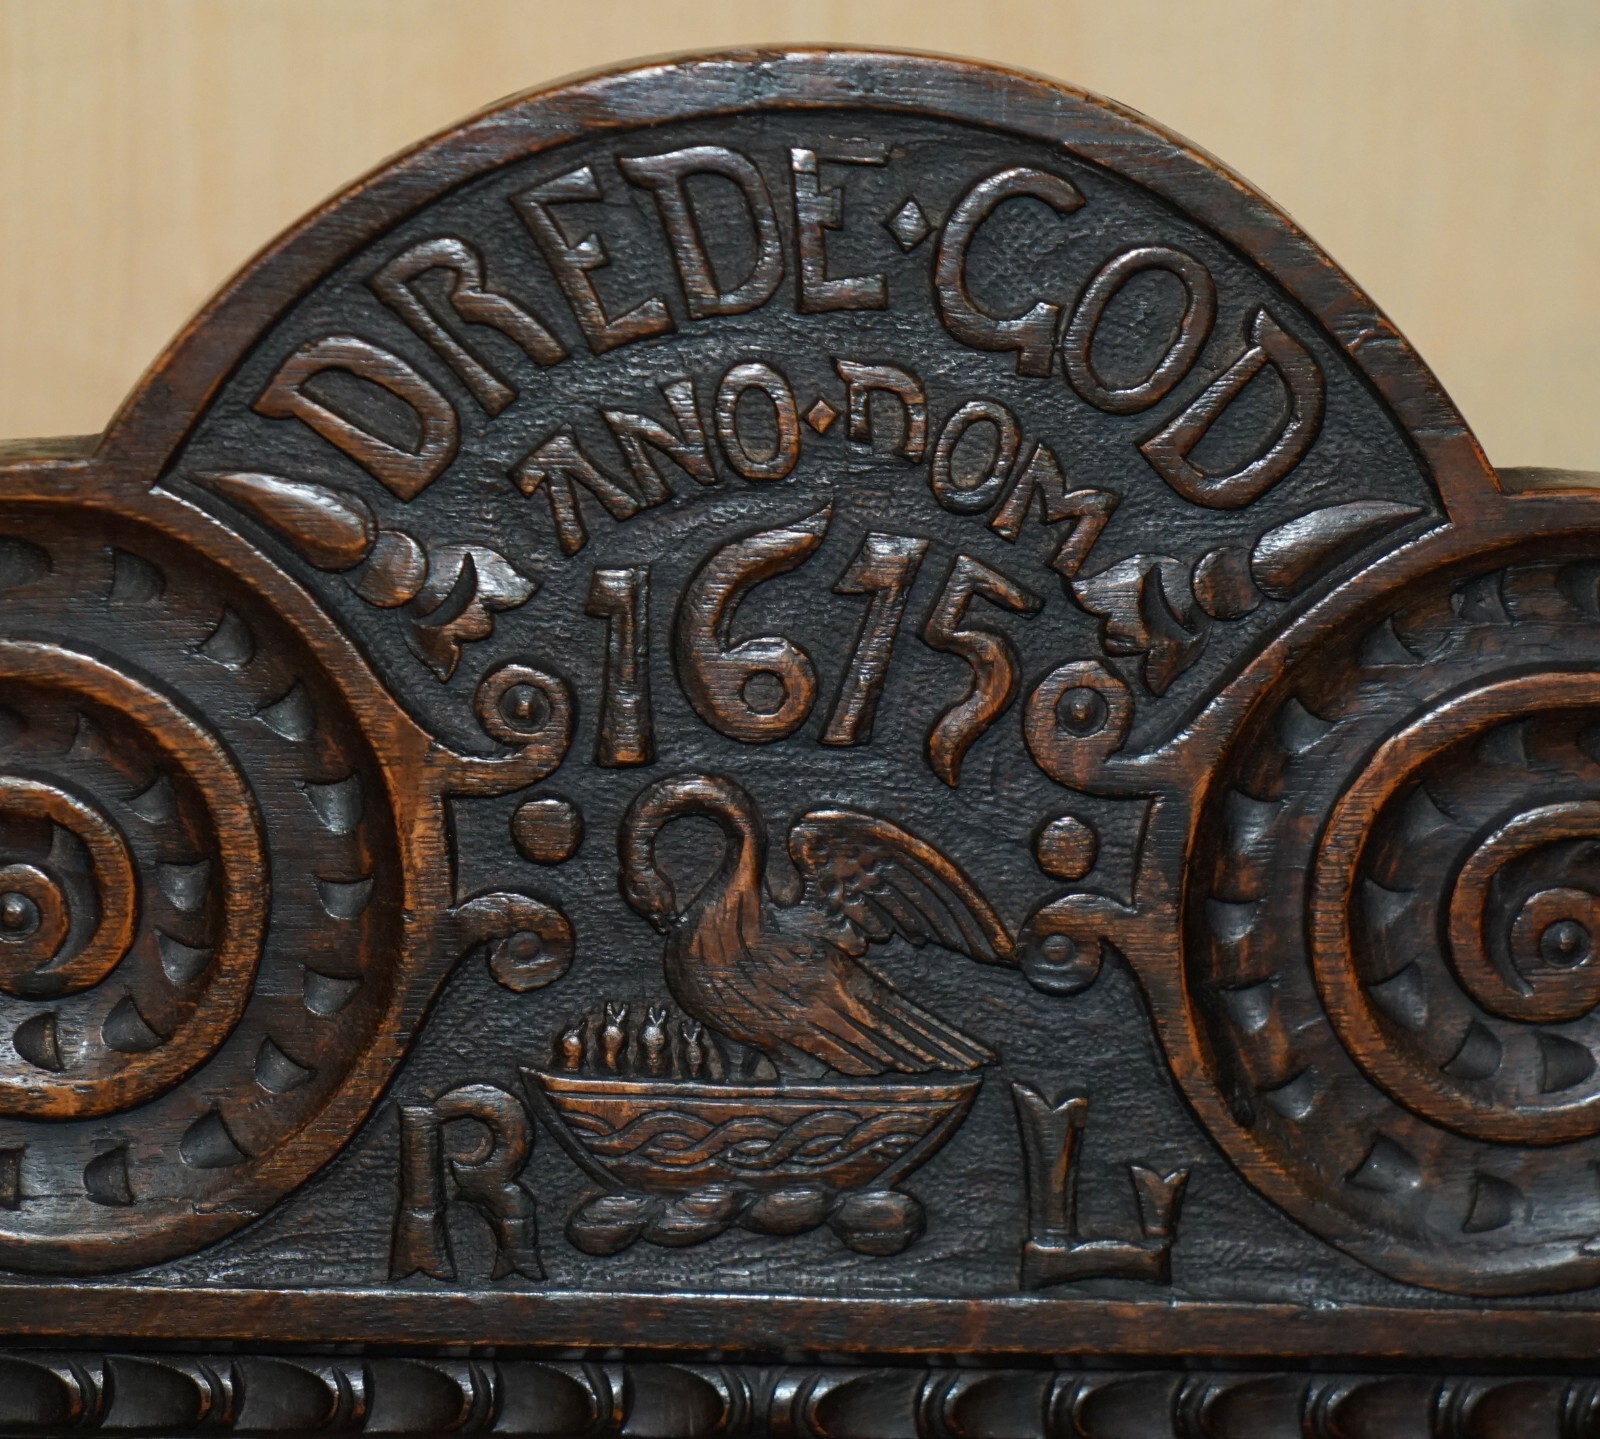 DREDE · GOD
ANO · DOM
1675
R L